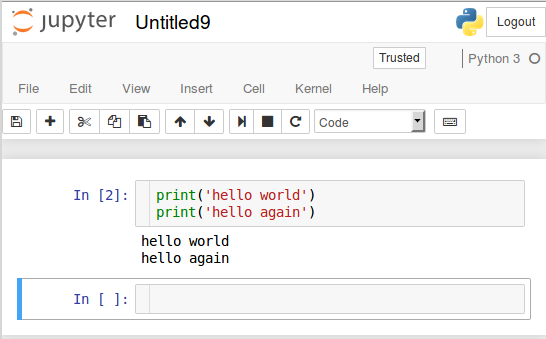 jupyter Untitled9 Logout
Trusted Python 3
File Edit View Insert Cell Kernel Help
Code
In [2]: print('hello world')
print('hello again')
hello world
hello again
In [ ]: